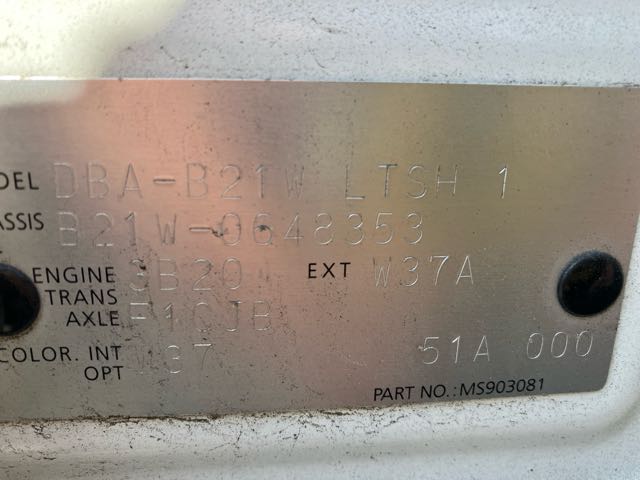 DEL DBA-B21W LTSH 1
ASSIS B21W-0648353
ENGINE 3B20 EXT W37A
TRANS
AXLE F1CJB
COLOR. INT W37 51A 000
OPT
PART NO.:MS903081